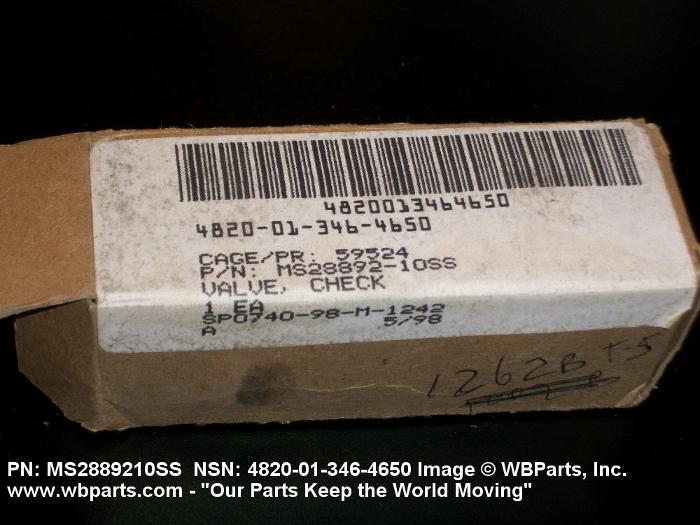 4820013464650
4820-01-346-4650
CAGE/PR: 59524
P/N: MS28892-10SS
VALVE, CHECK
1 EA
SP0740-98-M-1242
A 5/98
1262B T-5
PN: MS2889210SS NSN: 4820-01-346-4650 Image © WBParts, Inc.
www.wbparts.com - "Our Parts Keep the World Moving"